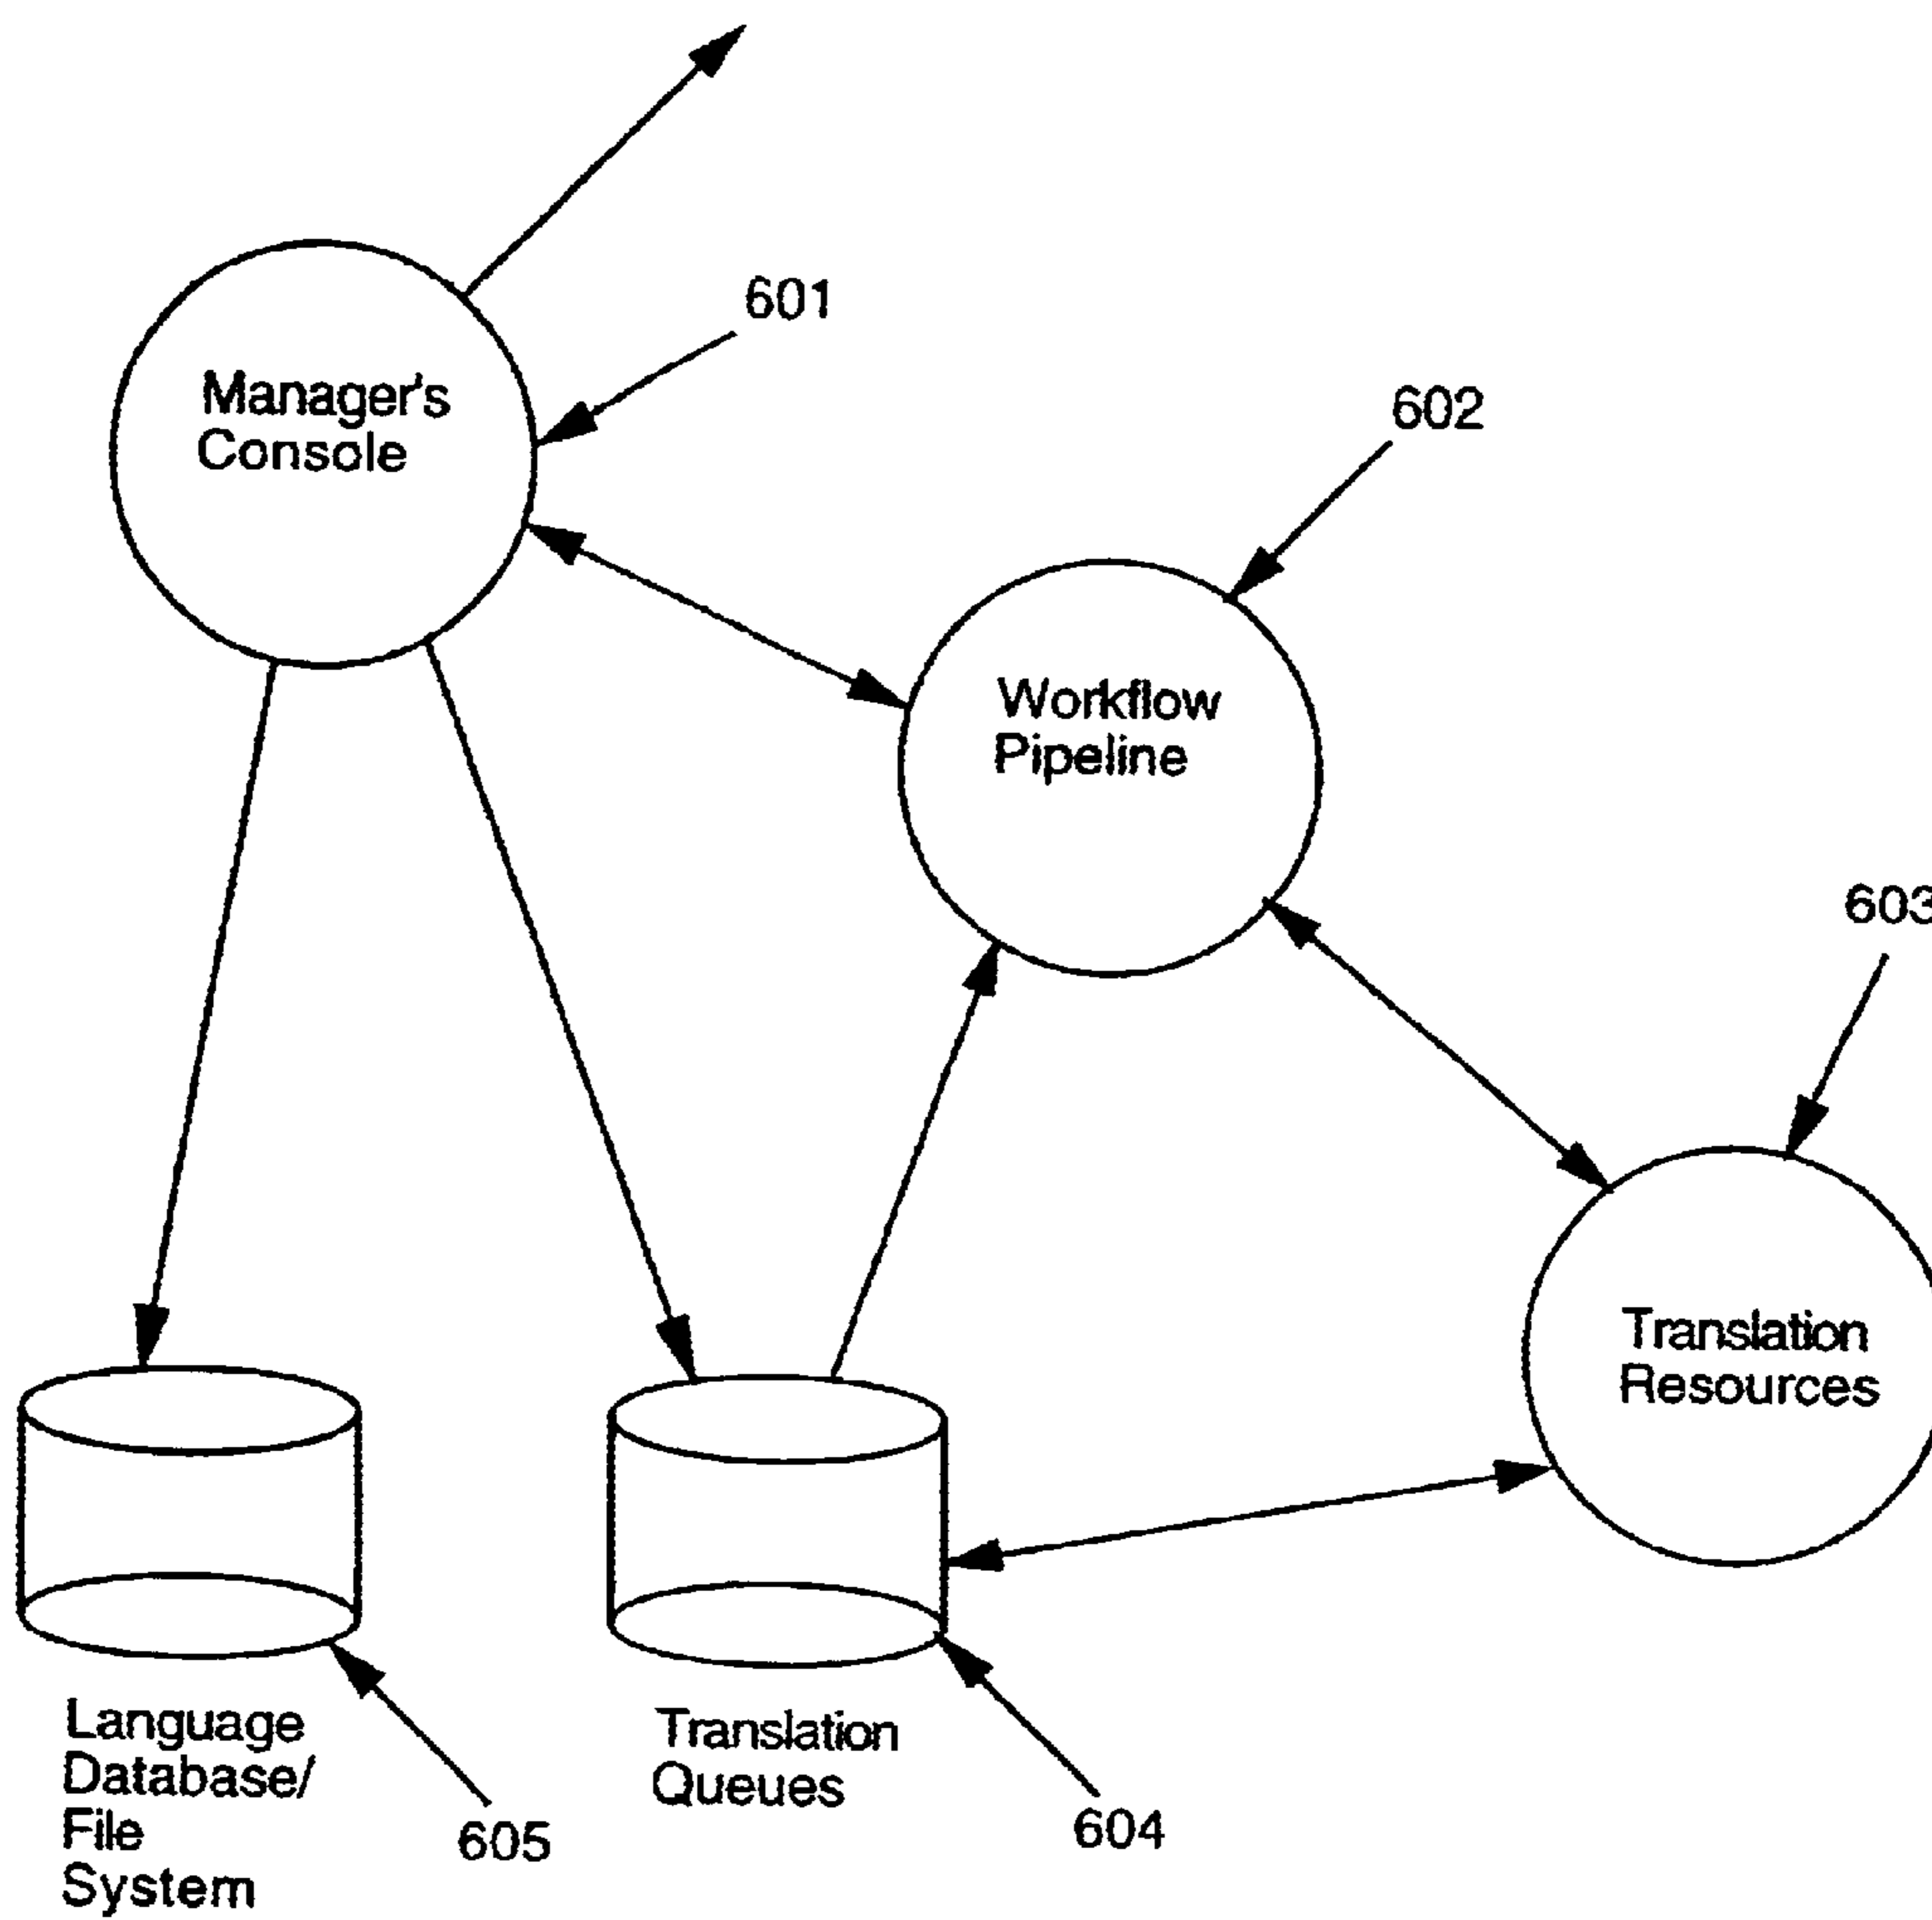 601
Manager's
Console
602
Workflow
Pipeline
603
Translation
Resources
Language
Database/
File
System
605
Translation
Queues
604